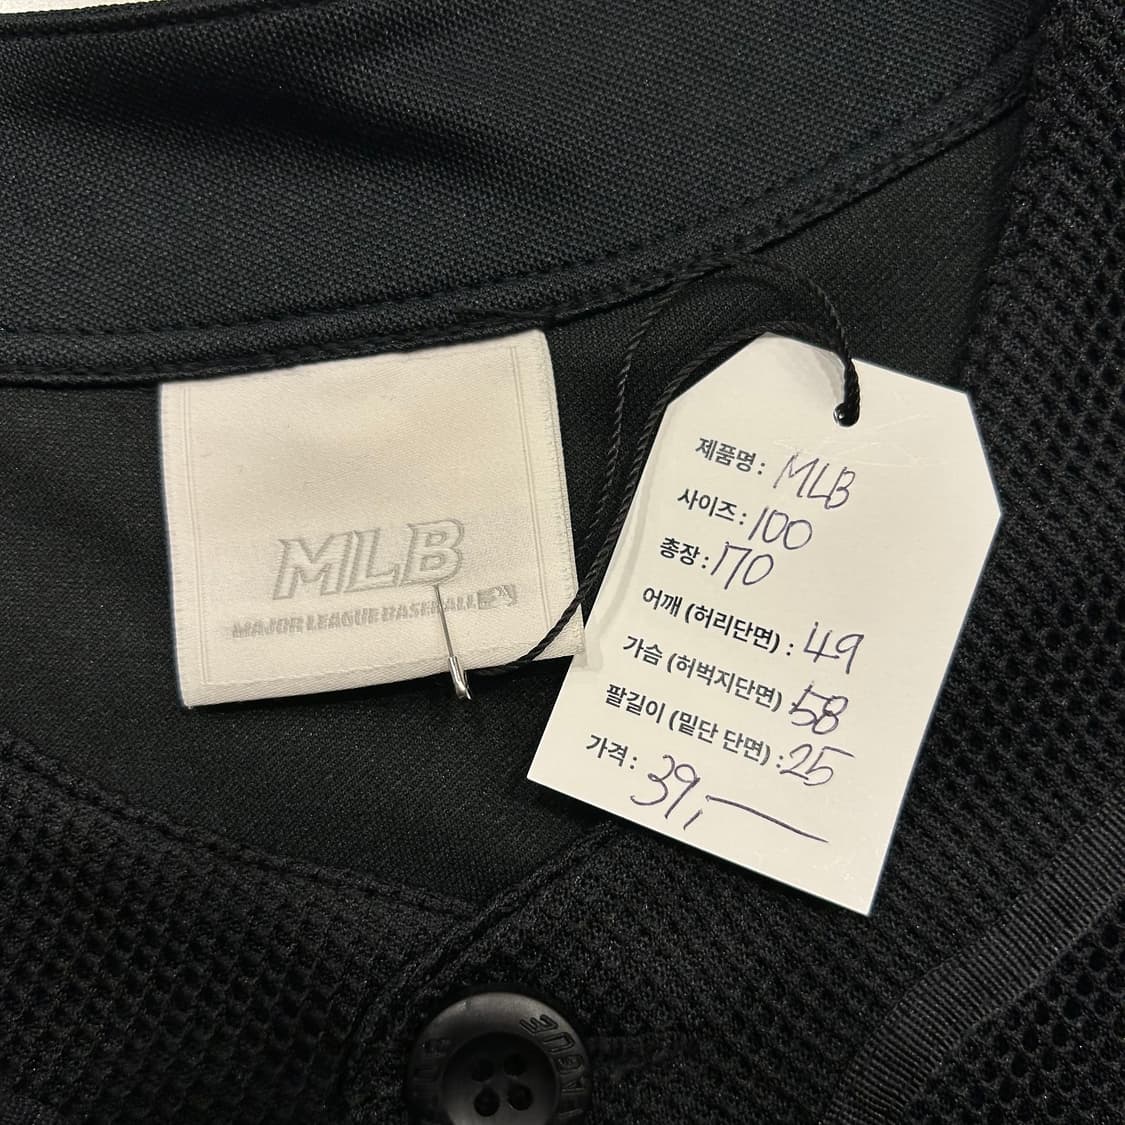 MLB
MAJOR LEAGUE BASEBALL
제품명: MLB
사이즈: 100
총장: 170
어깨 (허리단면) : 49
가슴 (허벅지단면) 58
팔길이 (밑단 단면) : 25
가격: 39,